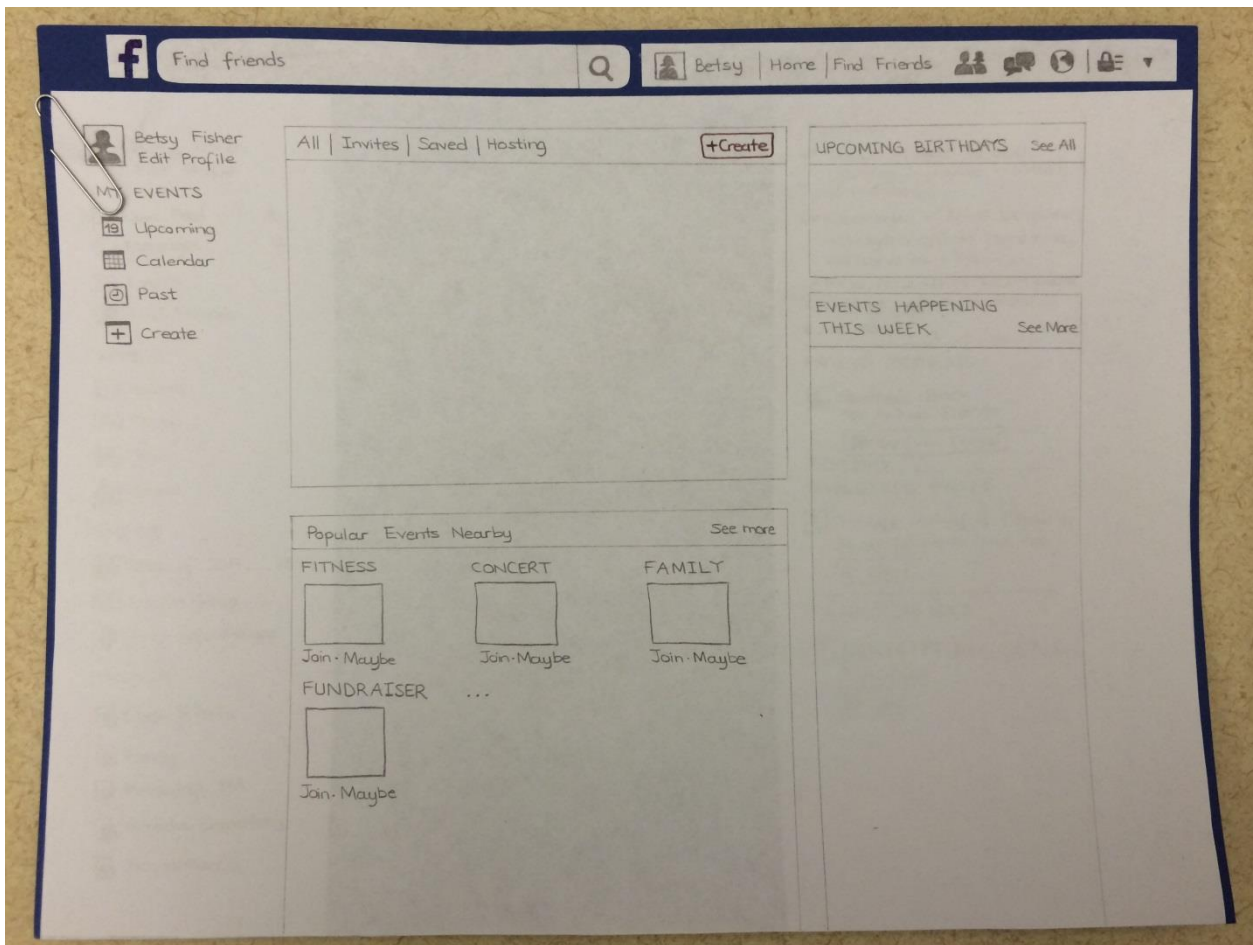 f
Find friends
Betsy | Home | Find Friends
Betsy Fisher
Edit Profile
MY EVENTS
19 Upcoming
Calendar
Past
+ Create
All | Invites | Saved | Hosting
+Create
Popular Events Nearby
See more
FITNESS
CONCERT
FAMILY
Join · Maybe
Join · Maybe
Join · Maybe
FUNDRAISER
...
Join · Maybe
UPCOMING BIRTHDAYS
See All
EVENTS HAPPENING
THIS WEEK
See More